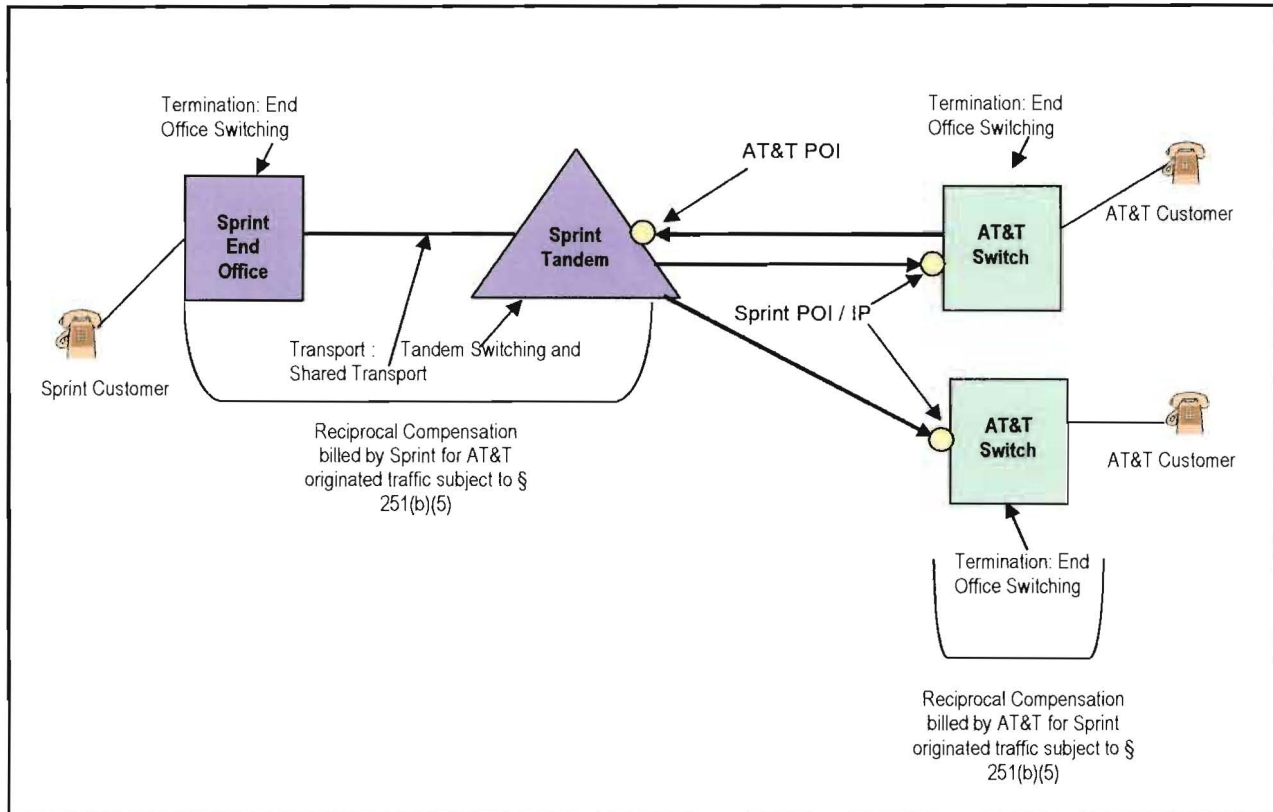 Termination: End
Office Switching
Termination: End
Office Switching
AT&T POI
AT&T Customer
Sprint
End
Office
Sprint
Tandem
AT&T
Switch
Sprint POI / IP
Transport : Tandem Switching and
Shared Transport
Sprint Customer
AT&T
Switch
AT&T Customer
Reciprocal Compensation
billed by Sprint for AT&T
originated traffic subject to §
251(b)(5)
Termination: End
Office Switching
Reciprocal Compensation
billed by AT&T for Sprint
originated traffic subject to §
251(b)(5)